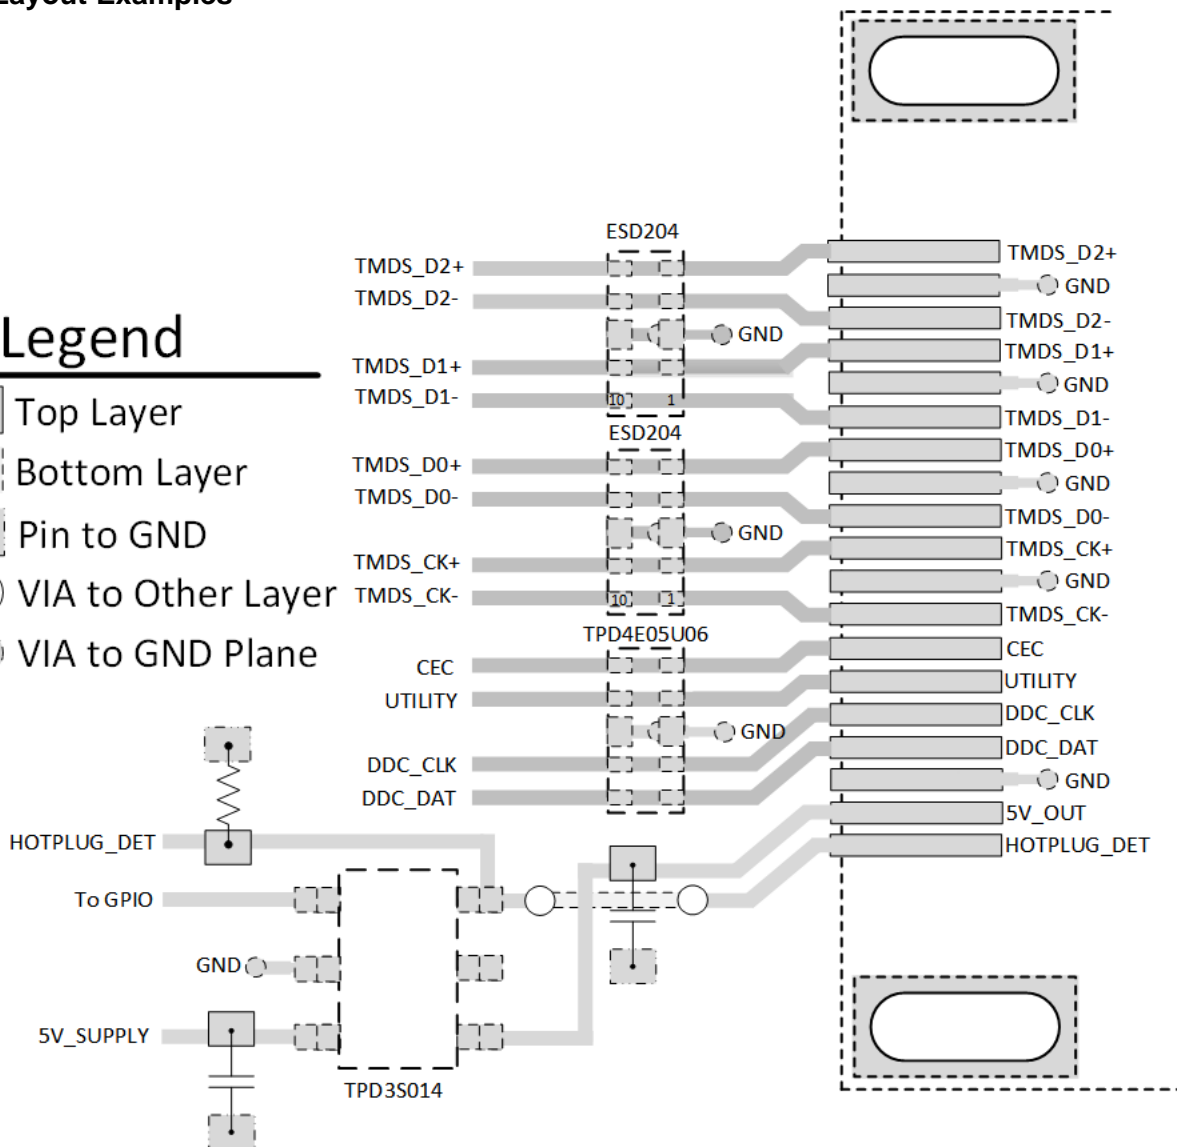 Layout Examples
ESD204
TMDS_D2+
TMDS_D2-
GND
TMDS_D1+
TMDS_D1-
10
1
ESD204
TMDS_D0+
TMDS_D0-
GND
TMDS_CK+
TMDS_CK-
10
1
TPD4E05U06
CEC
UTILITY
GND
DDC_CLK
DDC_DAT
TMDS_D2+
GND
TMDS_D2-
TMDS_D1+
GND
TMDS_D1-
TMDS_D0+
GND
TMDS_D0-
TMDS_CK+
GND
TMDS_CK-
CEC
UTILITY
DDC_CLK
DDC_DAT
GND
5V_OUT
HOTPLUG_DET
Legend
Top Layer
Bottom Layer
Pin to GND
VIA to Other Layer
VIA to GND Plane
HOTPLUG_DET
To GPIO
GND
5V_SUPPLY
TPD3S014